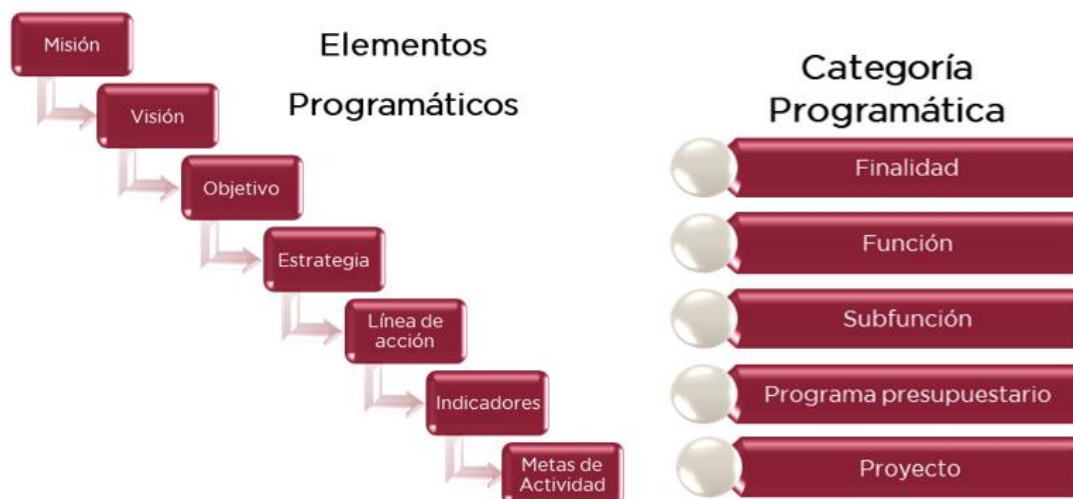 Elementos
Programáticos
Misión
Visión
Objetivo
Estrategia
Línea de
acción
Indicadores
Metas de
Actividad
Categoría
Programática
Finalidad
Función
Subfunción
Programa presupuestario
Proyecto